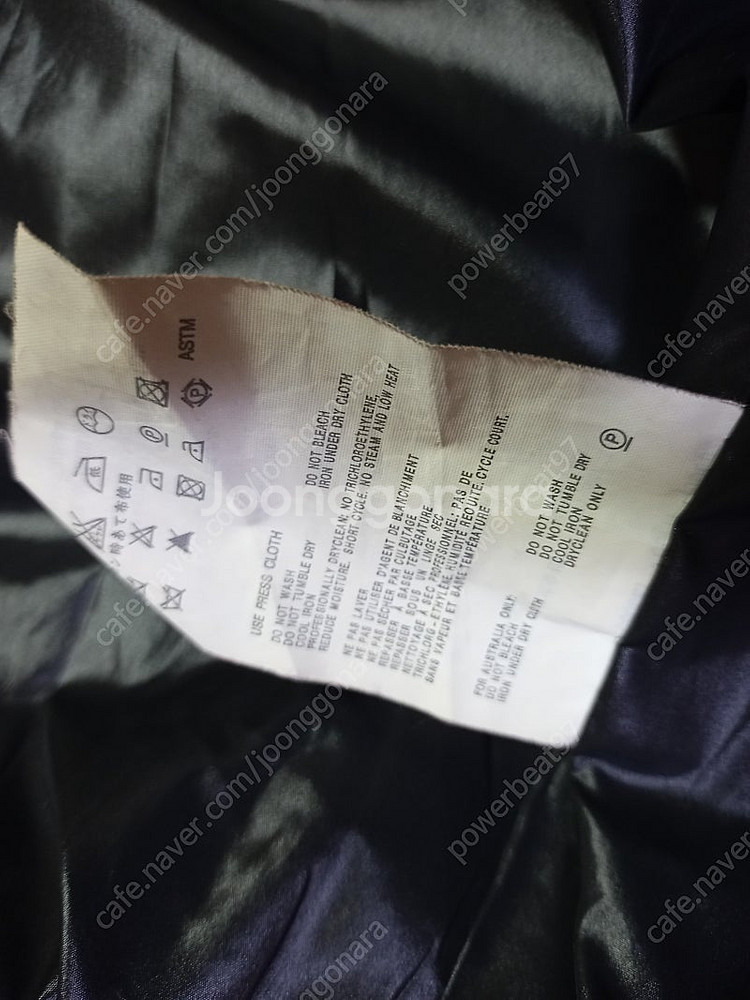 あて布使用
ASTM
USE PRESS CLOTH
DO NOT WASH
DO NOT BLEACH
DO NOT TUMBLE DRY
IRON UNDER DRY CLOTH
COOL IRON
PROFESSIONALLY DRYCLEAN: NO TRICHLOROETHYLENE,
REDUCE MOISTURE, SHORT CYCLE, NO STEAM AND LOW HEAT
NE PAS LAVER
NE PAS UTILISER D'AGENT DE BLANCHIMENT
NE PAS SECHER PAR CULBUTAGE
REPASSER A BASSE TEMPERATURE
REPASSER SOUS UN LINGE SEC
NETTOYAGE A SEC PROFESSIONNEL: PAS DE
HUMIDITE REDUITE, CYCLE COURT,
SANS VAPEUR ET BASSE TEMPERATURE
FOR AUSTRALIA ONLY:
DO NOT WASH
DO NOT BLEACH
DO NOT TUMBLE DRY
IRON UNDER DRY CLOTH
COOL IRON
DRYCLEAN ONLY
P
P
P
Joonggonara
cafe.naver.com/joonggonara
powerbeat97